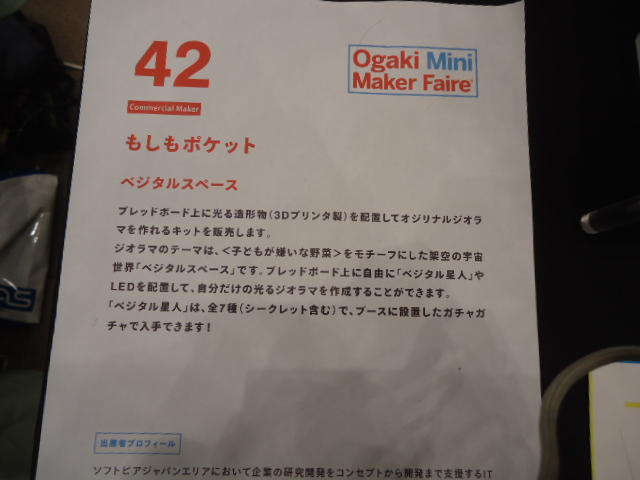 42
Ogaki Mini
Maker Faire
Commercial Maker
もしもポケット
ベジタルスペース
ブレッドボード上に光る造形物(3Dプリンタ製)を配置してオジリナルジオラ
マを作れるキットを販売します。
ジオラマのテーマは、<子どもが嫌いな野菜>をモチーフにした架空の宇宙
世界「ベジタルスペース」です。ブレッドボード上に自由に「ベジタル星人」や
LEDを配置して、自分だけの光るジオラマを作成することができます。
「ベジタル星人」は、全7種(シークレット含む)で、ブースに設置したガチャガ
チャで入手できます!
出展者プロフィール
ソフトピアジャパンエリアにおいて企業の研究開発をコンセプトから開発まで支援するIT